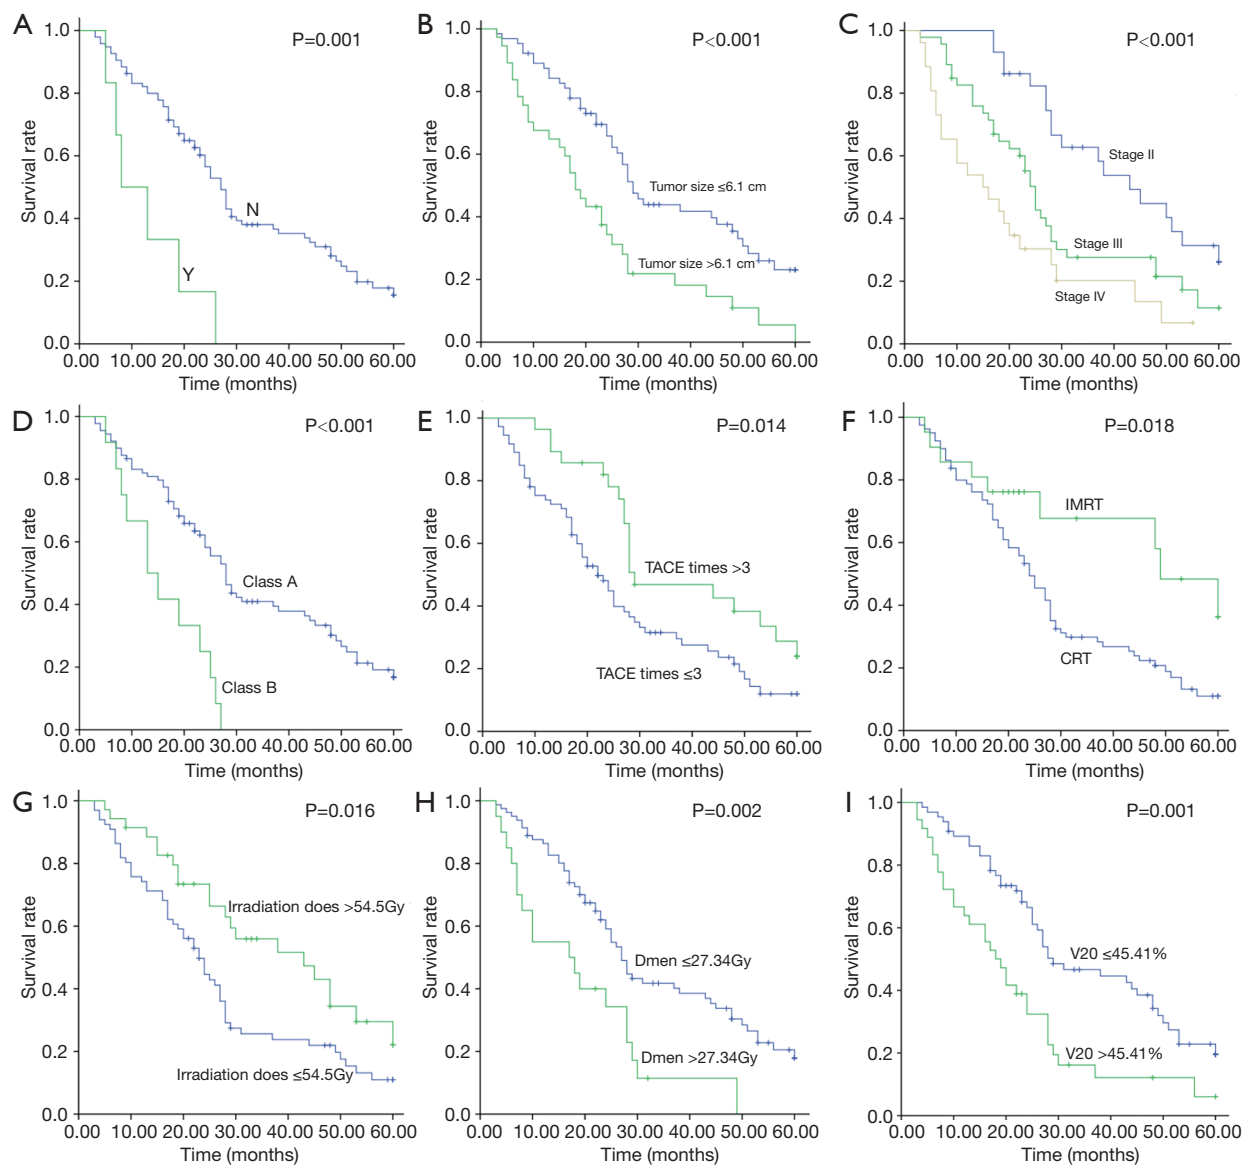 A
P=0.001
Survival rate
1.0
0.8
0.6
0.4
0.2
0.0
N
Y
0.00 10.00 20.00 30.00 40.00 50.00 60.00
Time (months)
B
P<0.001
Survival rate
1.0
0.8
0.6
0.4
0.2
0.0
Tumor size ≤6.1 cm
Tumor size >6.1 cm
0.00 10.00 20.00 30.00 40.00 50.00 60.00
Time (months)
C
P<0.001
Survival rate
1.0
0.8
0.6
0.4
0.2
0.0
Stage II
Stage III
Stage IV
0.00 10.00 20.00 30.00 40.00 50.00 60.00
Time (months)
D
P<0.001
Survival rate
1.0
0.8
0.6
0.4
0.2
0.0
Class A
Class B
0.00 10.00 20.00 30.00 40.00 50.00 60.00
Time (months)
E
P=0.014
Survival rate
1.0
0.8
0.6
0.4
0.2
0.0
TACE times >3
TACE times ≤3
0.00 10.00 20.00 30.00 40.00 50.00 60.00
Time (months)
F
P=0.018
Survival rate
1.0
0.8
0.6
0.4
0.2
0.0
IMRT
CRT
0.00 10.00 20.00 30.00 40.00 50.00 60.00
Time (months)
G
P=0.016
Survival rate
1.0
0.8
0.6
0.4
0.2
0.0
Irradiation does >54.5Gy
Irradiation does ≤54.5Gy
0.00 10.00 20.00 30.00 40.00 50.00 60.00
Time (months)
H
P=0.002
Survival rate
1.0
0.8
0.6
0.4
0.2
0.0
Dmen ≤27.34Gy
Dmen >27.34Gy
0.00 10.00 20.00 30.00 40.00 50.00 60.00
Time (months)
I
P=0.001
Survival rate
1.0
0.8
0.6
0.4
0.2
0.0
V20 ≤45.41%
V20 >45.41%
0.00 10.00 20.00 30.00 40.00 50.00 60.00
Time (months)